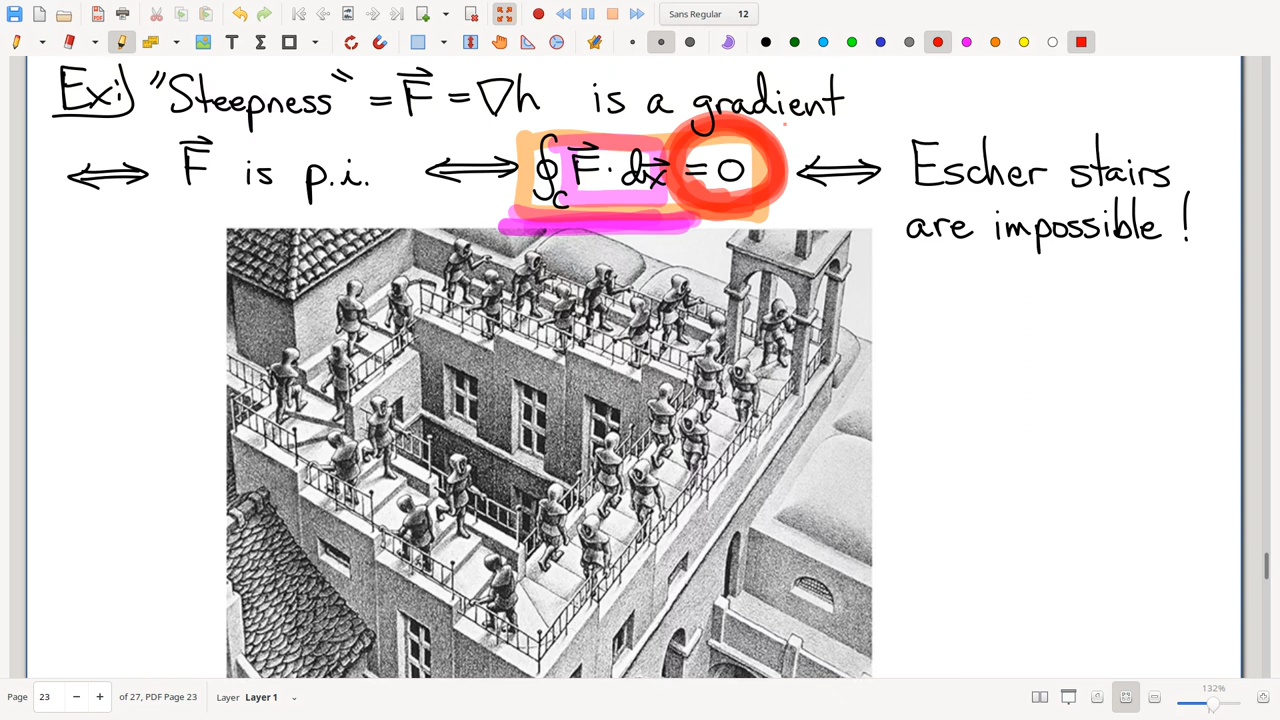 Sans Regular 12
Ex:) "Steepness" = F⃗ = ∇h is a gradient
⟺ F⃗ is p.i. ⟺ ∮_C F⃗ · dx⃗ = 0 ⟺ Escher stairs
are impossible!
Page 23 of 27, PDF Page 23 Layer Layer 1 132%